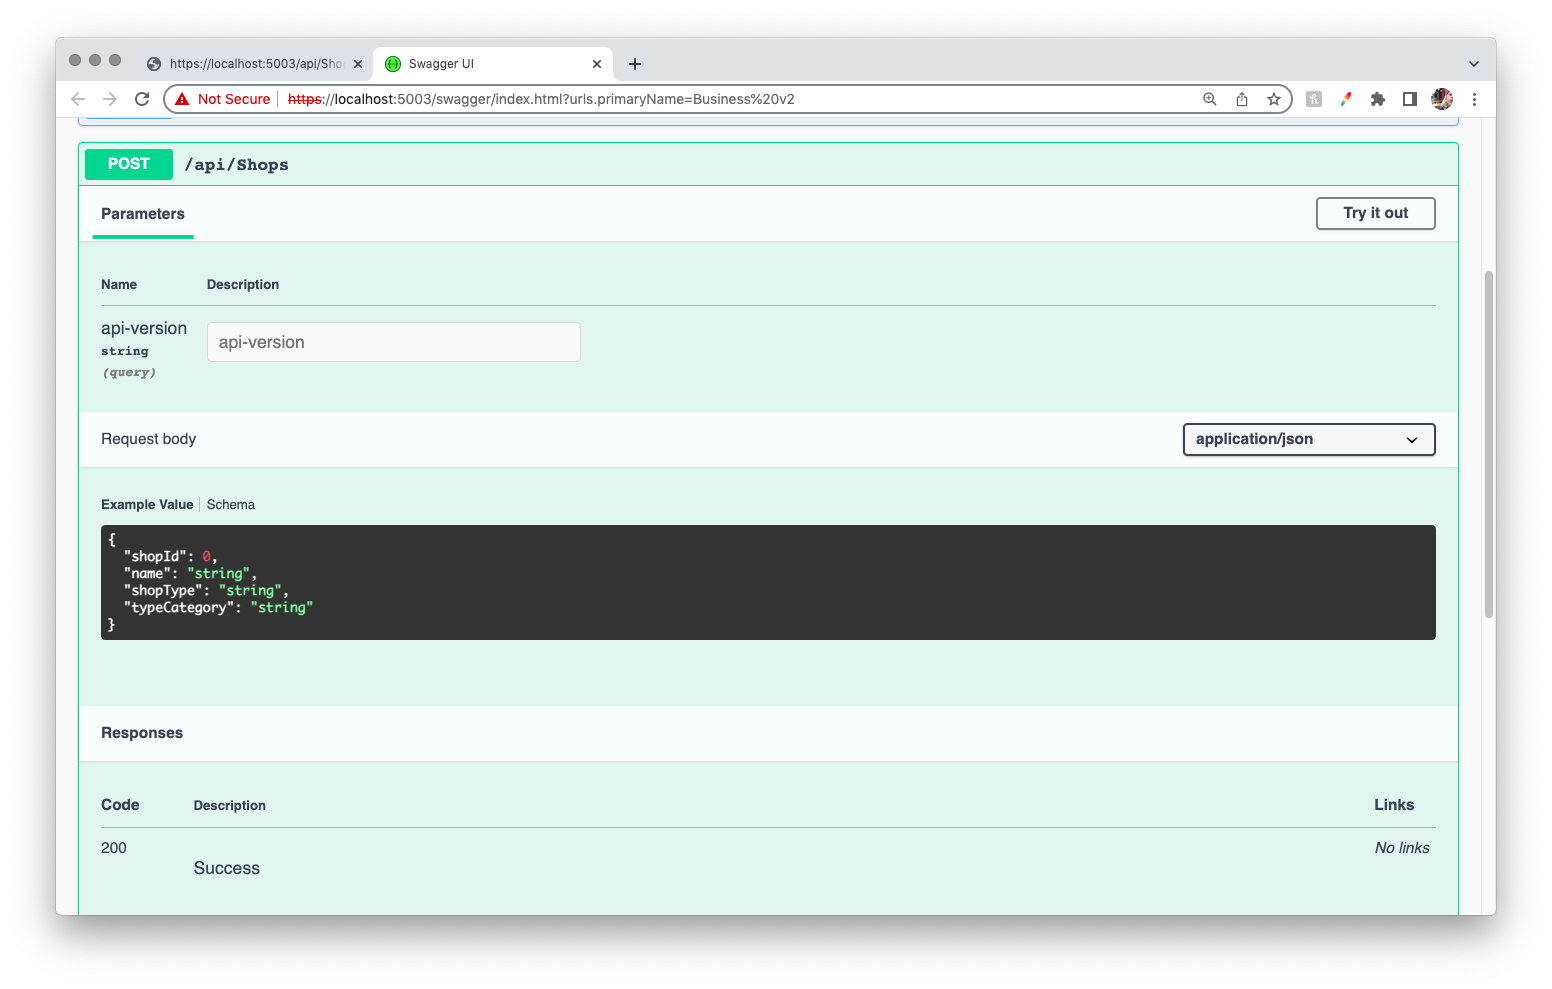 https://localhost:5003/api/Sho
Swagger UI
Not Secure https://localhost:5003/swagger/index.html?urls.primaryName=Business%20v2
POST /api/Shops
Parameters Try it out
Name Description
api-version api-version
string
(query)
Request body application/json
Example Value Schema
{
"shopId": 0,
"name": "string",
"shopType": "string",
"typeCategory": "string"
}
Responses
Code Description Links
200 No links
Success